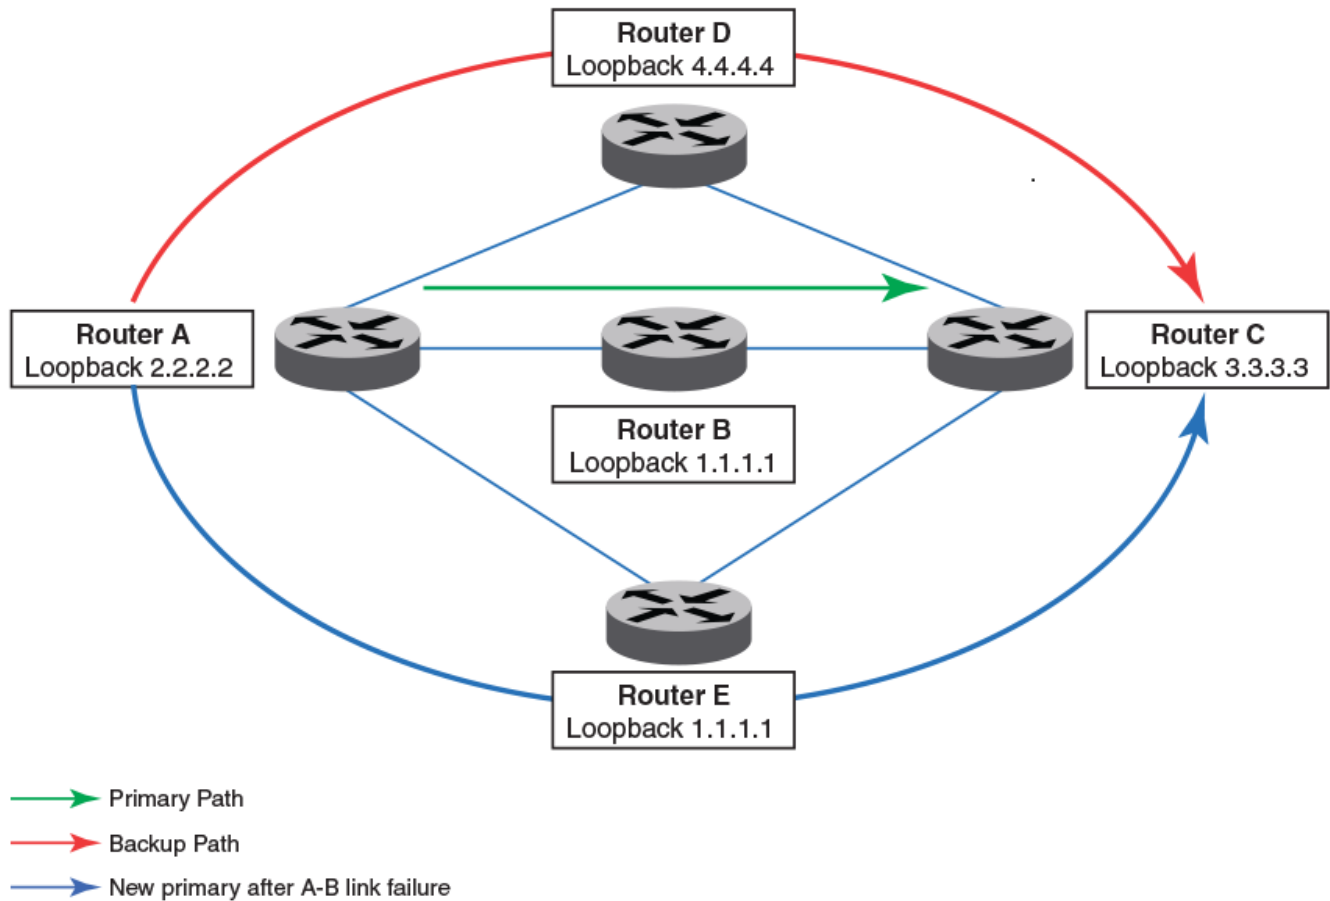 Router D
Loopback 4.4.4.4
Router A
Loopback 2.2.2.2
Router C
Loopback 3.3.3.3
Router B
Loopback 1.1.1.1
Router E
Loopback 1.1.1.1
Primary Path
Backup Path
New primary after A-B link failure